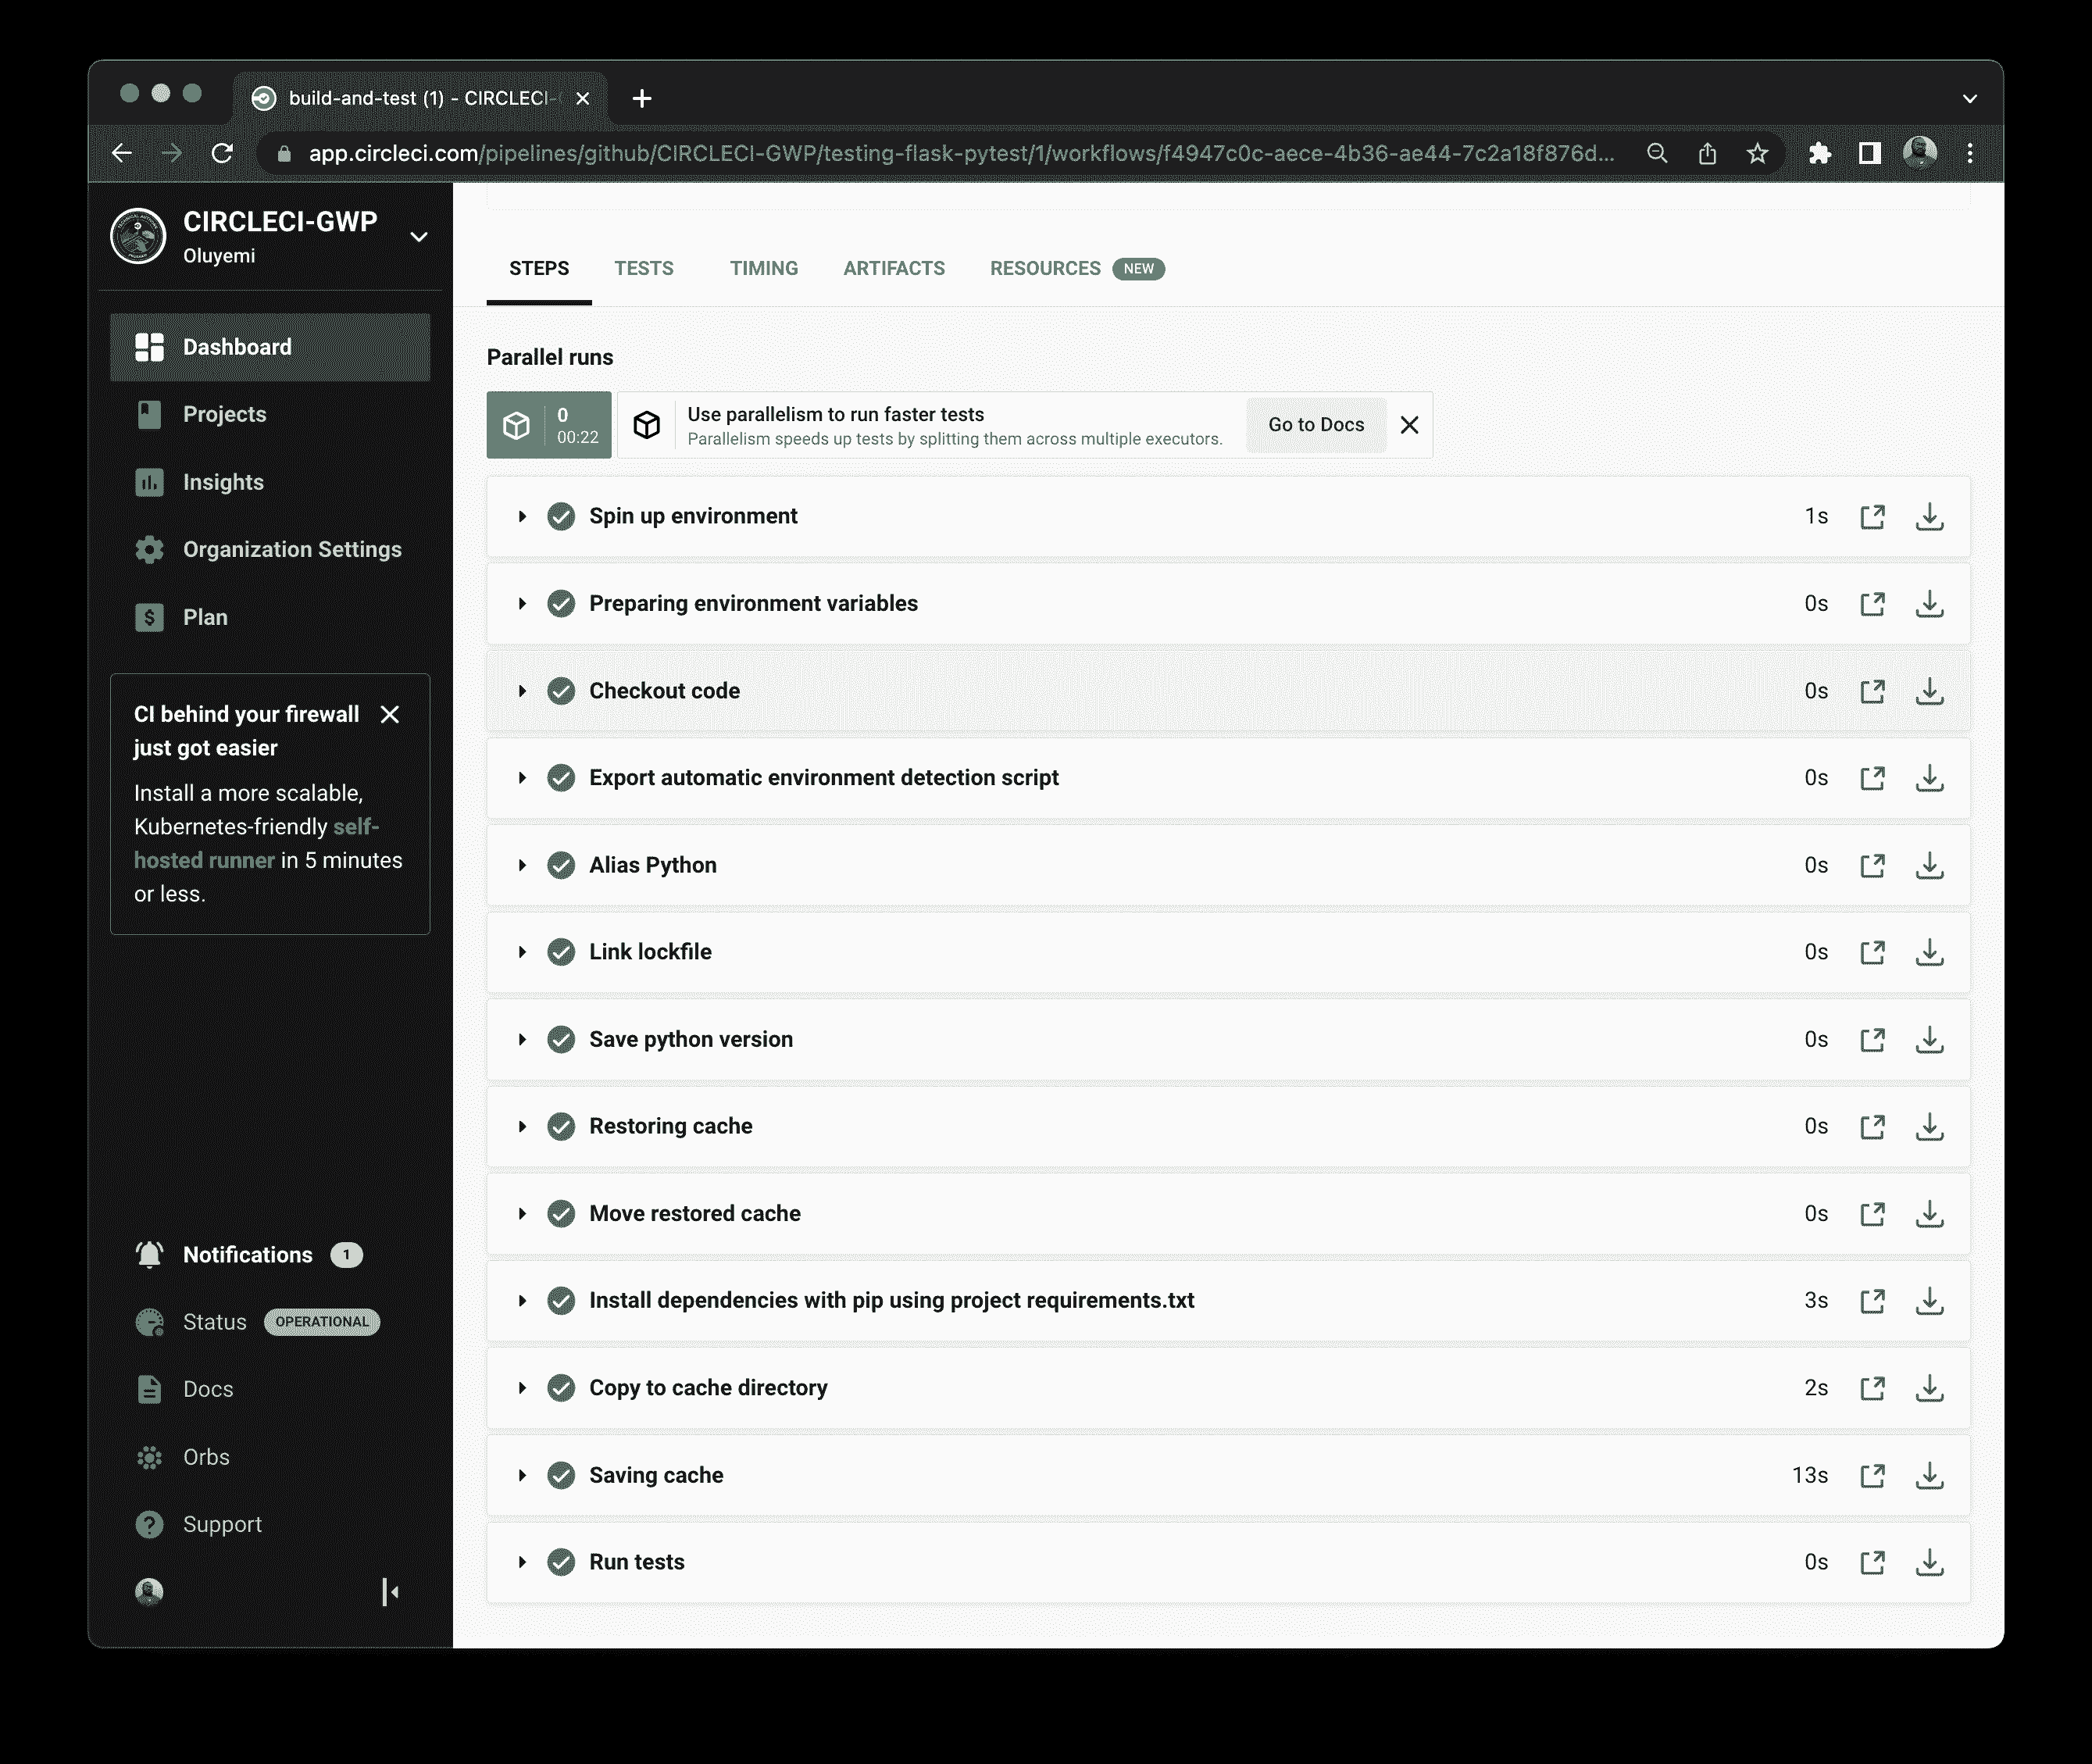 build-and-test (1) - CIRCLECI-
app.circleci.com/pipelines/github/CIRCLECI-GWP/testing-flask-pytest/1/workflows/f4947c0c-aece-4b36-ae44-7c2a18f876d...
CIRCLECI-GWP
Oluyemi
Dashboard
Projects
Insights
Organization Settings
Plan
CI behind your firewall
just got easier
Install a more scalable,
Kubernetes-friendly self-
hosted runner in 5 minutes
or less.
Notifications 1
Status OPERATIONAL
Docs
Orbs
Support
STEPS TESTS TIMING ARTIFACTS RESOURCES NEW
Parallel runs
0
00:22
Use parallelism to run faster tests
Parallelism speeds up tests by splitting them across multiple executors.
Go to Docs
Spin up environment 1s
Preparing environment variables 0s
Checkout code 0s
Export automatic environment detection script 0s
Alias Python 0s
Link lockfile 0s
Save python version 0s
Restoring cache 0s
Move restored cache 0s
Install dependencies with pip using project requirements.txt 3s
Copy to cache directory 2s
Saving cache 13s
Run tests 0s